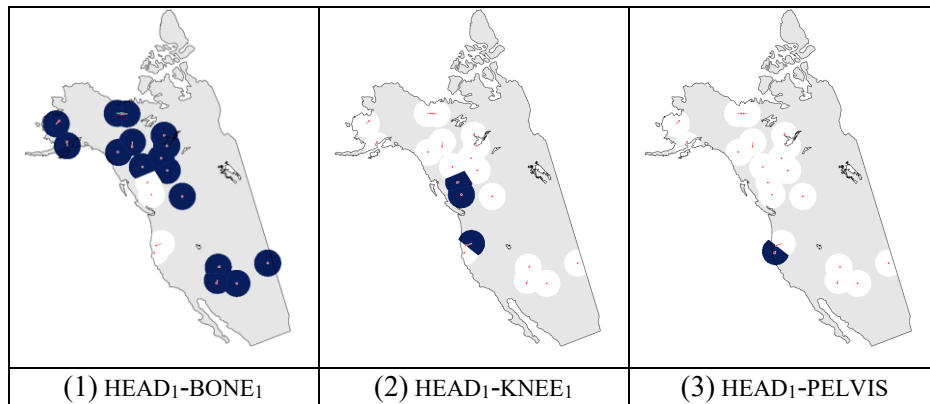 (1) HEAD₁-BONE₁
(2) HEAD₁-KNEE₁
(3) HEAD₁-PELVIS